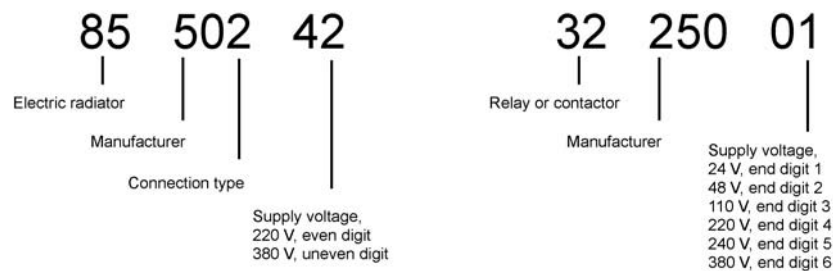 85 502 42
Electric radiator
Manufacturer
Connection type
Supply voltage,
220 V, even digit
380 V, uneven digit
32 250 01
Relay or contactor
Manufacturer
Supply voltage,
24 V, end digit 1
48 V, end digit 2
110 V, end digit 3
220 V, end digit 4
240 V, end digit 5
380 V, end digit 6